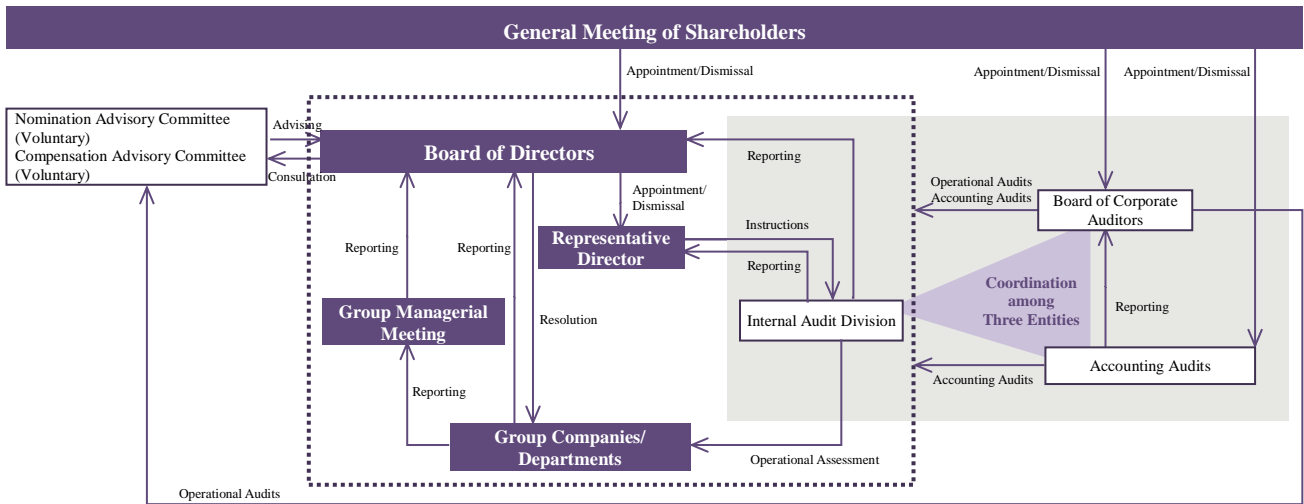 General Meeting of Shareholders
Appointment/Dismissal
Appointment/Dismissal
Appointment/Dismissal
Nomination Advisory Committee
(Voluntary)
Compensation Advisory Committee
(Voluntary)
Advising
Consultation
Board of Directors
Reporting
Appointment/
Dismissal
Operational Audits
Accounting Audits
Board of Corporate
Auditors
Reporting
Reporting
Representative
Director
Instructions
Reporting
Coordination
among
Three Entities
Reporting
Group Managerial
Meeting
Resolution
Internal Audit Division
Accounting Audits
Accounting Audits
Reporting
Group Companies/
Departments
Operational Assessment
Operational Audits